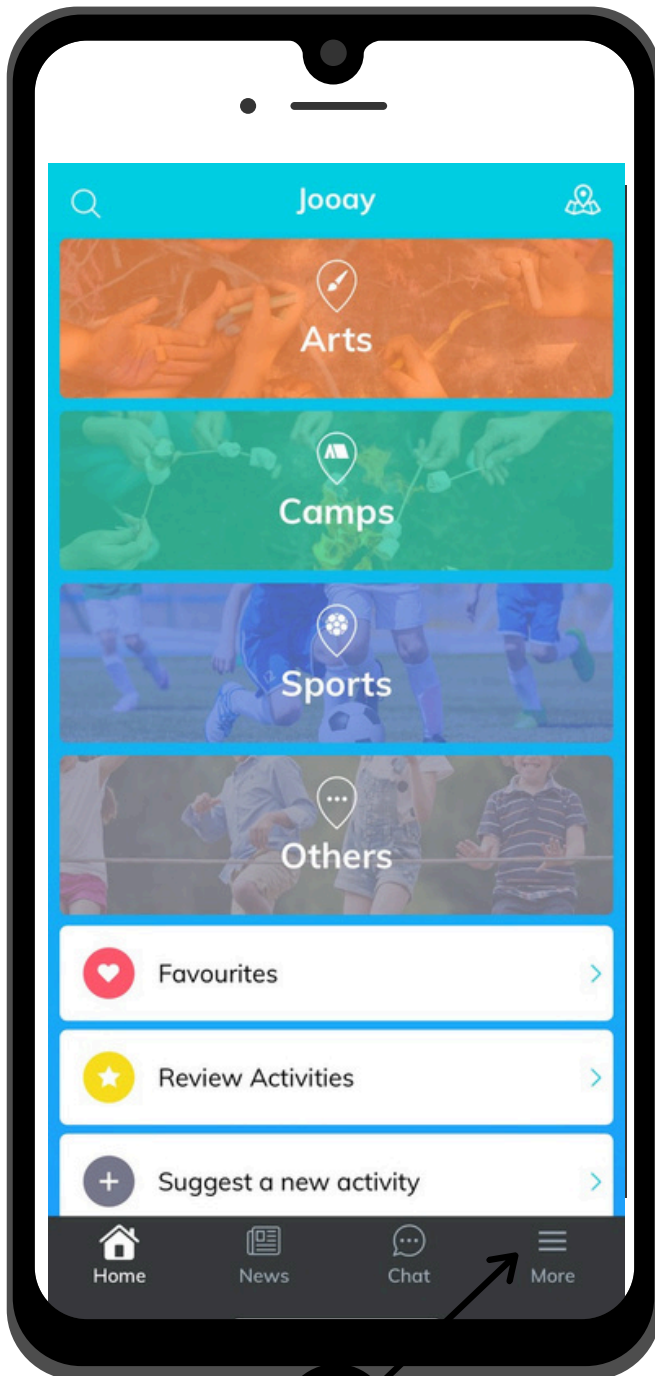 Jooay
Arts
Camps
Sports
Others
Favourites
Review Activities
Suggest a new activity
Home News Chat More